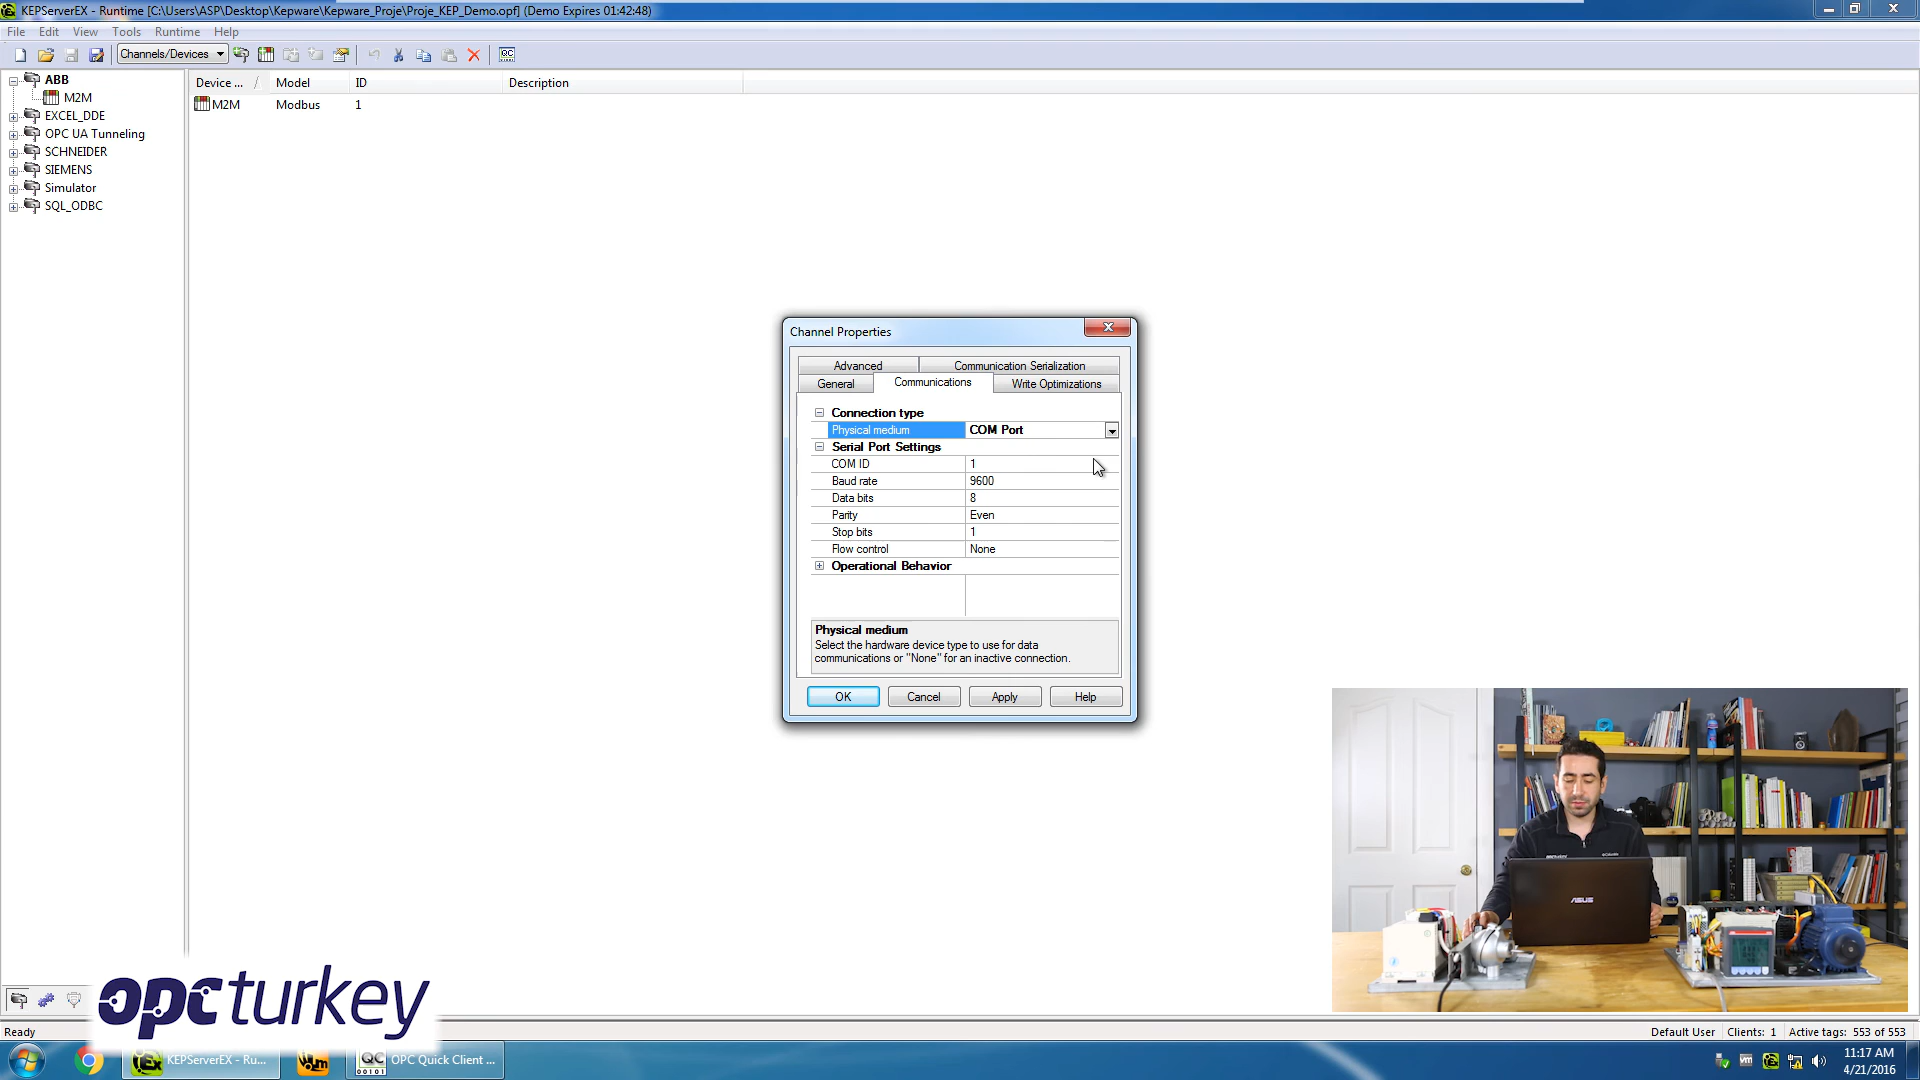 KEPServerEX - Runtime [C:\Users\ASP\Desktop\Kepware\Kepware_Proje\Proje_KEP_Demo.opf] (Demo Expires 01:42:48)
File Edit View Tools Runtime Help
Channels/Devices
QC
ABB
M2M
EXCEL_DDE
OPC UA Tunneling
SCHNEIDER
SIEMENS
Simulator
SQL_ODBC
Device ... Model ID Description
M2M Modbus 1
Channel Properties
Advanced Communication Serialization
General Communications Write Optimizations
Connection type
Physical medium COM Port
Serial Port Settings
COM ID 1
Baud rate 9600
Data bits 8
Parity Even
Stop bits 1
Flow control None
Operational Behavior
Physical medium
Select the hardware device type to use for data
communications or "None" for an inactive connection.
OK Cancel Apply Help
ASUS
opcturkey
Ready
Default User Clients: 1 Active tags: 553 of 553
KEPServerEX - Ru...
QC
00101
OPC Quick Client ...
11:17 AM
4/21/2016